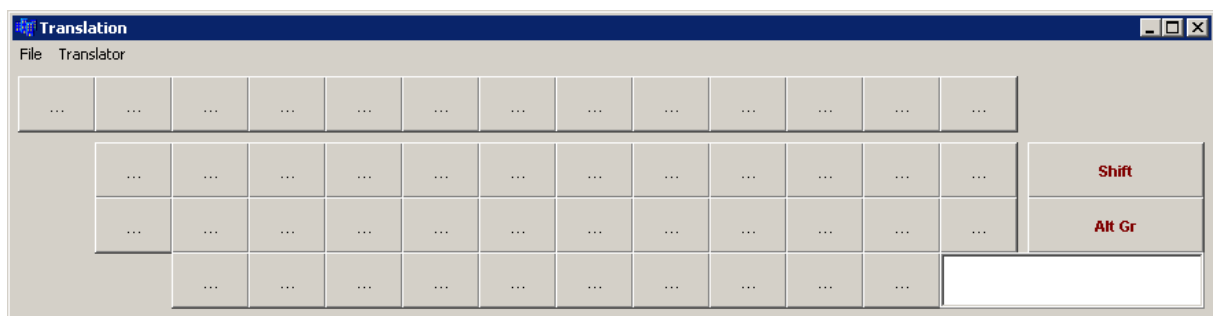 Translation
File Translator
... ... ... ... ... ... ... ... ... ... ... ... ...
... ... ... ... ... ... ... ... ... ... ... ... Shift
... ... ... ... ... ... ... ... ... ... ... ... Alt Gr
... ... ... ... ... ... ... ... ... ...